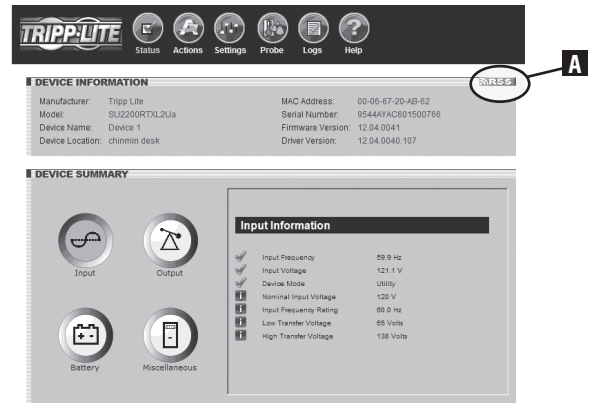 TRIPP·LITE
Status Actions Settings Probe Logs Help
A
DEVICE INFORMATION
RSS
Manufacturer: Tripp Lite MAC Address: 00-06-67-20-AB-62
Model: SU2200RTXL2Ua Serial Number: 9544AYAC601500766
Device Name: Device 1 Firmware Version: 12.04.0041
Device Location: chinmin desk Driver Version: 12.04.0040.107
DEVICE SUMMARY
Input Information
Input Frequency 59.9 Hz
Input Voltage 121.1 V
Device Mode Utility
Nominal Input Voltage 120 V
Input Frequency Rating 60.0 Hz
Low Transfer Voltage 65 Volts
High Transfer Voltage 138 Volts
Input Output
Battery Miscellaneous